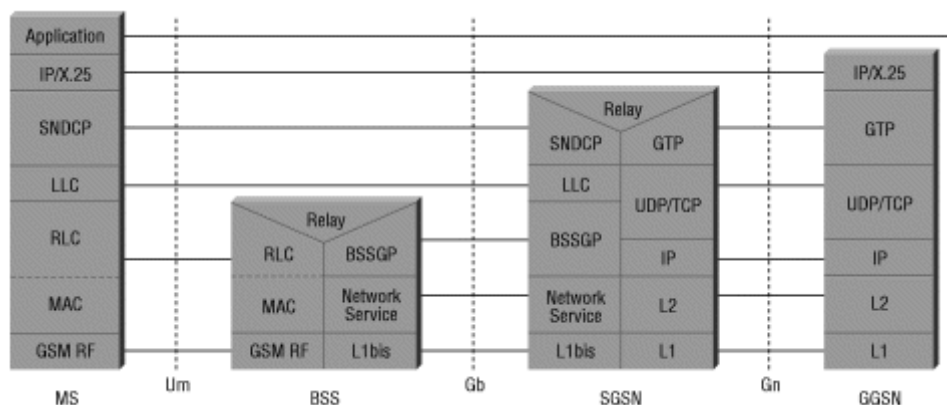 Application
IP/X.25
SNDCP
LLC
RLC
MAC
GSM RF
MS
Um
Relay
RLC
BSSGP
MAC
Network
Service
GSM RF
L1bis
BSS
Gb
Relay
SNDCP
GTP
LLC
UDP/TCP
BSSGP
IP
Network
Service
L2
L1bis
L1
SGSN
Gn
IP/X.25
GTP
UDP/TCP
IP
L2
L1
GGSN